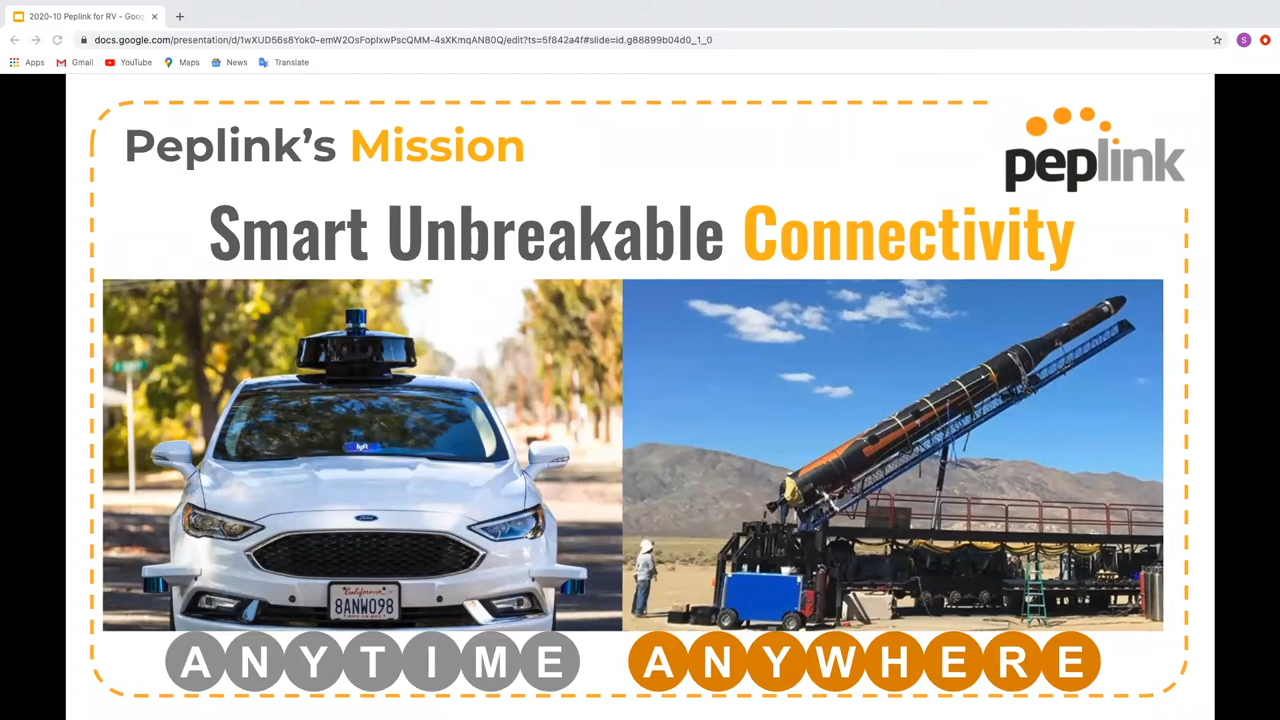 2020-10 Peplink for RV - Goog
docs.google.com/presentation/d/1wXUD56s8Yok0-emW2OsFopIxwPscQMM-4sXKmqAN80Q/edit?ts=5f842a4f#slide=id.g88899b04d0_1_0
S
Apps Gmail YouTube Maps News Translate
Peplink's Mission
peplink
Smart Unbreakable Connectivity
lyft
Ford
California
8ANW098
ANYTIME ANYWHERE